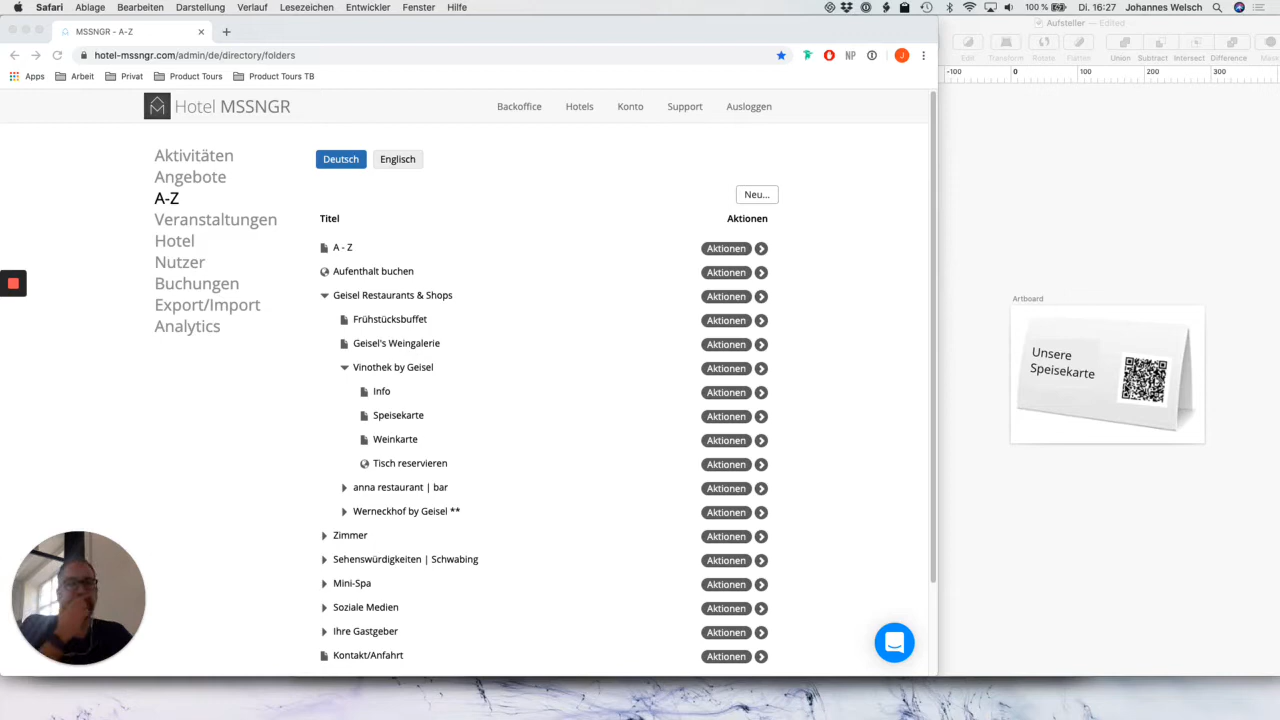 Safari Ablage Bearbeiten Darstellung Verlauf Lesezeichen Entwickler Fenster Hilfe 100 % Di. 16:27 Johannes Welsch
MSSNGR - A-Z
Aufsteller — Edited
hotel-mssngr.com/admin/de/directory/folders NP J
Edit Transform Rotate Flatten Union Subtract Intersect Difference Mask
Apps Arbeit Privat Product Tours Product Tours TB
-100 0 100 200 300
Hotel MSSNGR Backoffice Hotels Konto Support Ausloggen
Aktivitäten
Angebote
A-Z
Veranstaltungen
Hotel
Nutzer
Buchungen
Export/Import
Analytics
Deutsch Englisch
Neu...
Titel Aktionen
A - Z Aktionen
Aufenthalt buchen Aktionen
Geisel Restaurants & Shops Aktionen
Frühstücksbuffet Aktionen
Geisel's Weingalerie Aktionen
Vinothek by Geisel Aktionen
Info Aktionen
Speisekarte Aktionen
Weinkarte Aktionen
Tisch reservieren Aktionen
anna restaurant | bar Aktionen
Werneckhof by Geisel ** Aktionen
Zimmer Aktionen
Sehenswürdigkeiten | Schwabing Aktionen
Mini-Spa Aktionen
Soziale Medien Aktionen
Ihre Gastgeber Aktionen
Kontakt/Anfahrt Aktionen
Artboard
Unsere
Speisekarte